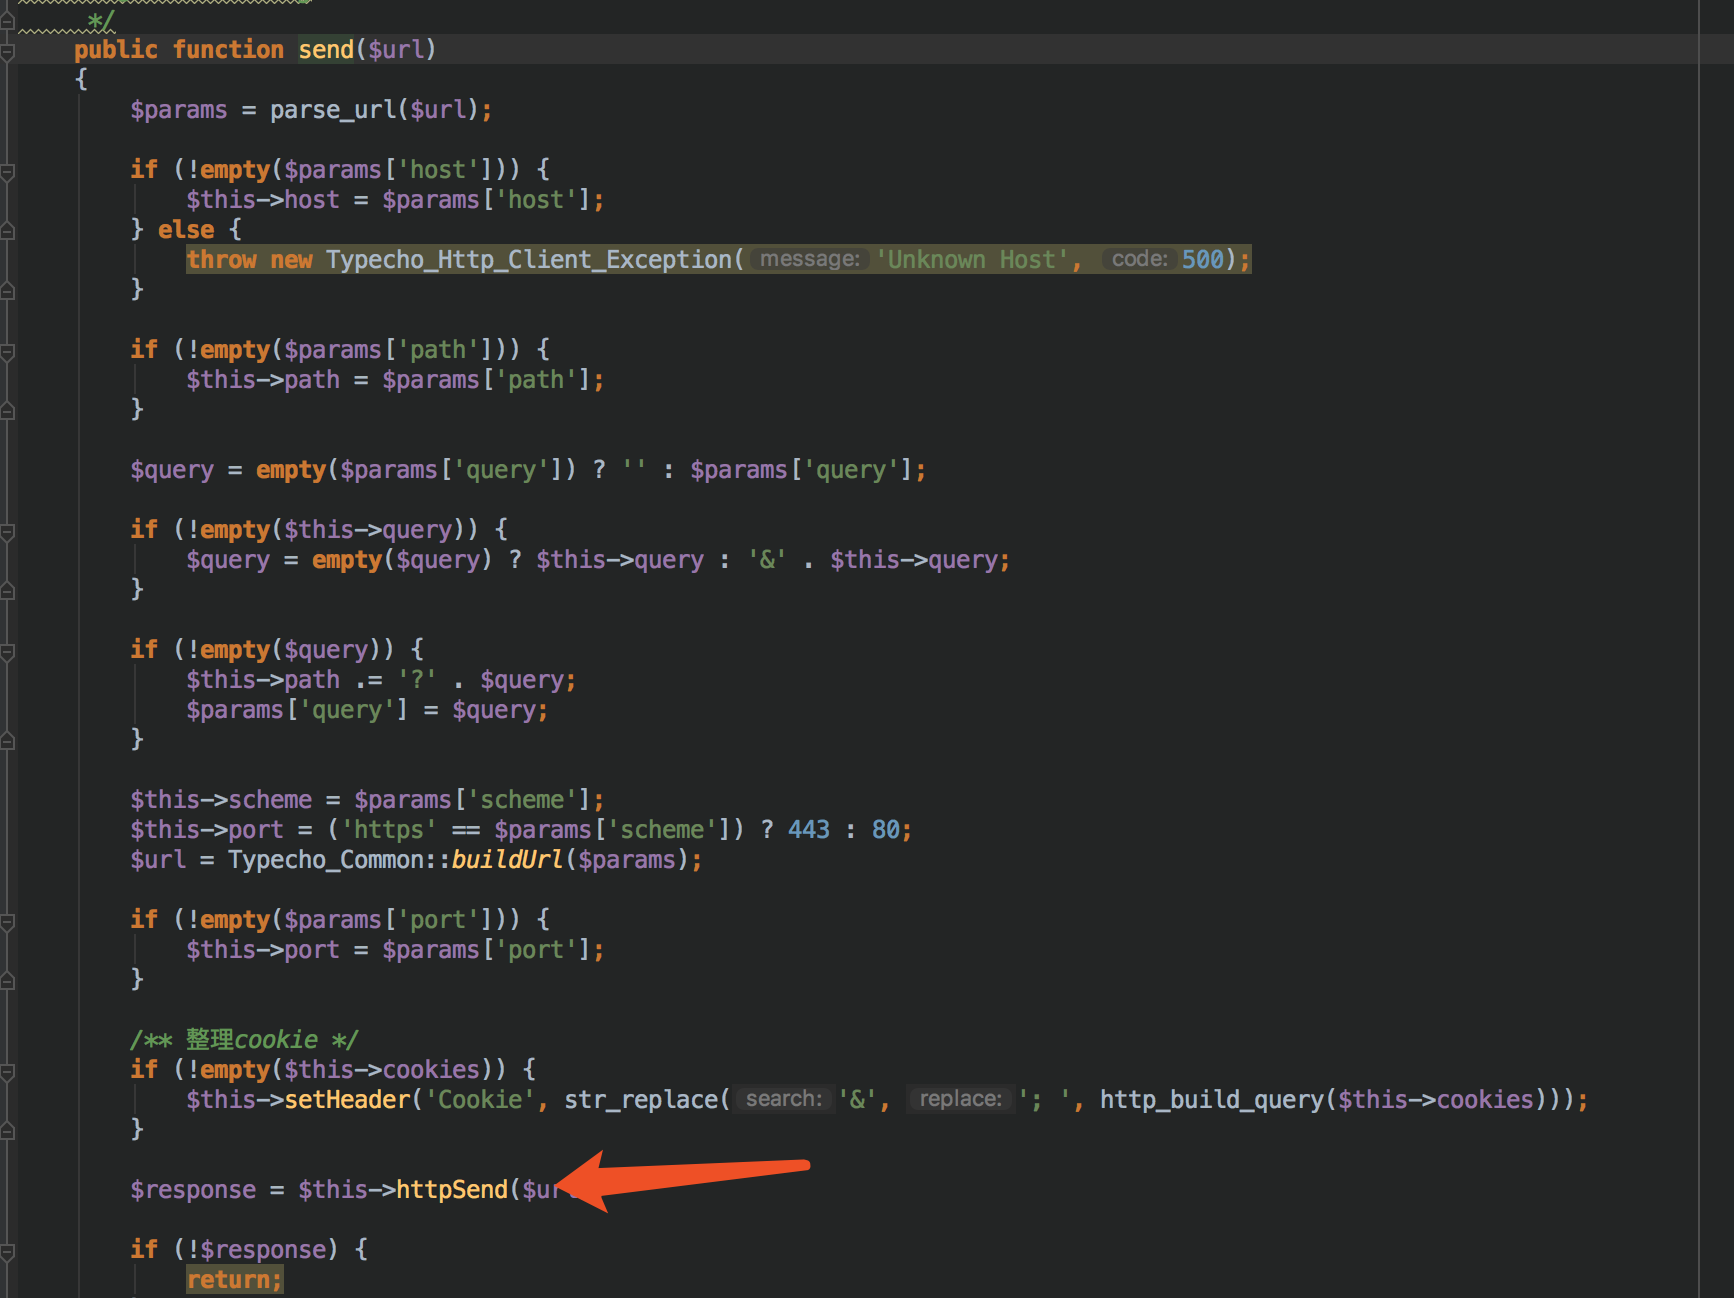 */
public function send($url)
{
$params = parse_url($url);
if (!empty($params['host'])) {
$this->host = $params['host'];
} else {
throw new Typecho_Http_Client_Exception( message: 'Unknown Host', code: 500);
}
if (!empty($params['path'])) {
$this->path = $params['path'];
}
$query = empty($params['query']) ? '' : $params['query'];
if (!empty($this->query)) {
$query = empty($query) ? $this->query : '&' . $this->query;
}
if (!empty($query)) {
$this->path .= '?' . $query;
$params['query'] = $query;
}
$this->scheme = $params['scheme'];
$this->port = ('https' == $params['scheme']) ? 443 : 80;
$url = Typecho_Common::buildUrl($params);
if (!empty($params['port'])) {
$this->port = $params['port'];
}
/** 整理cookie */
if (!empty($this->cookies)) {
$this->setHeader('Cookie', str_replace( search: '&', replace: '; ', http_build_query($this->cookies)));
}
$response = $this->httpSend(
if (!$response) {
return;